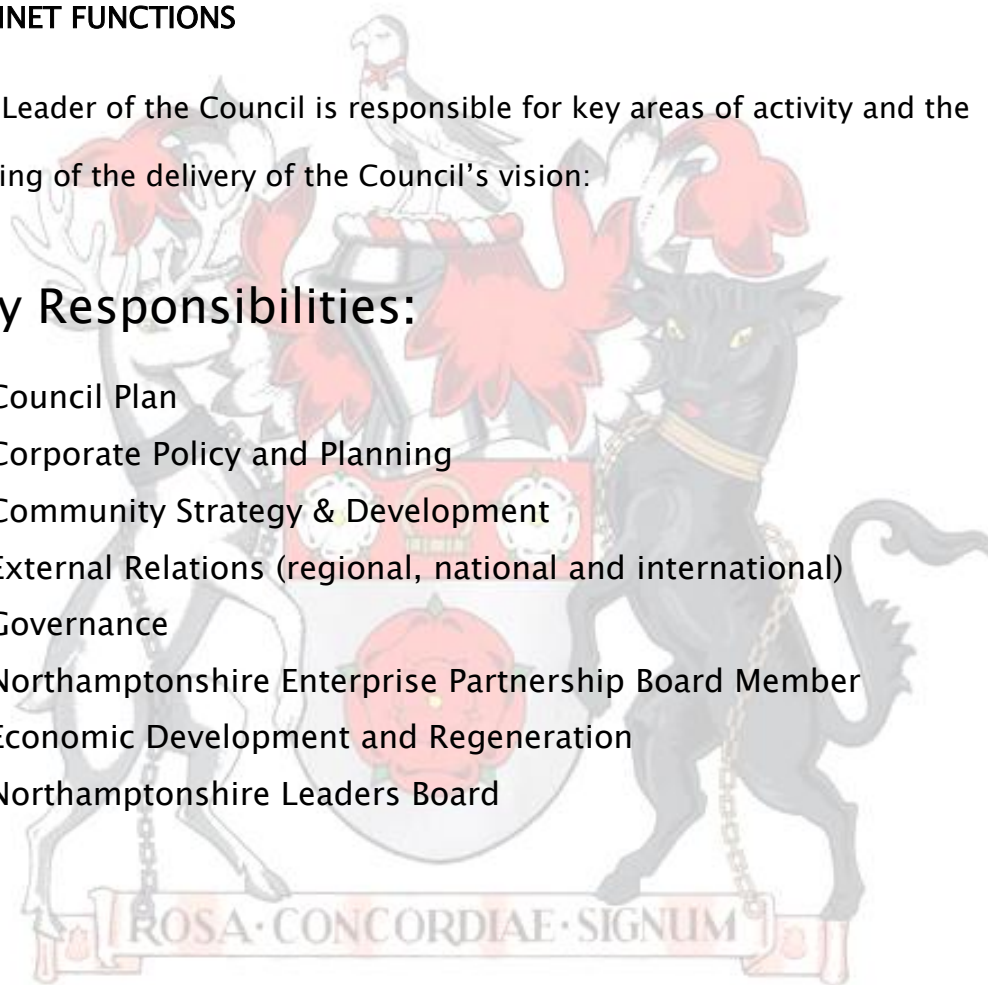 INET FUNCTIONS
Leader of the Council is responsible for key areas of activity and the
ing of the delivery of the Council’s vision:
y Responsibilities:
Council Plan
Corporate Policy and Planning
Community Strategy & Development
External Relations (regional, national and international)
Governance
Northamptonshire Enterprise Partnership Board Member
Economic Development and Regeneration
Northamptonshire Leaders Board
ROSA·CONCORDIAE·SIGNUM